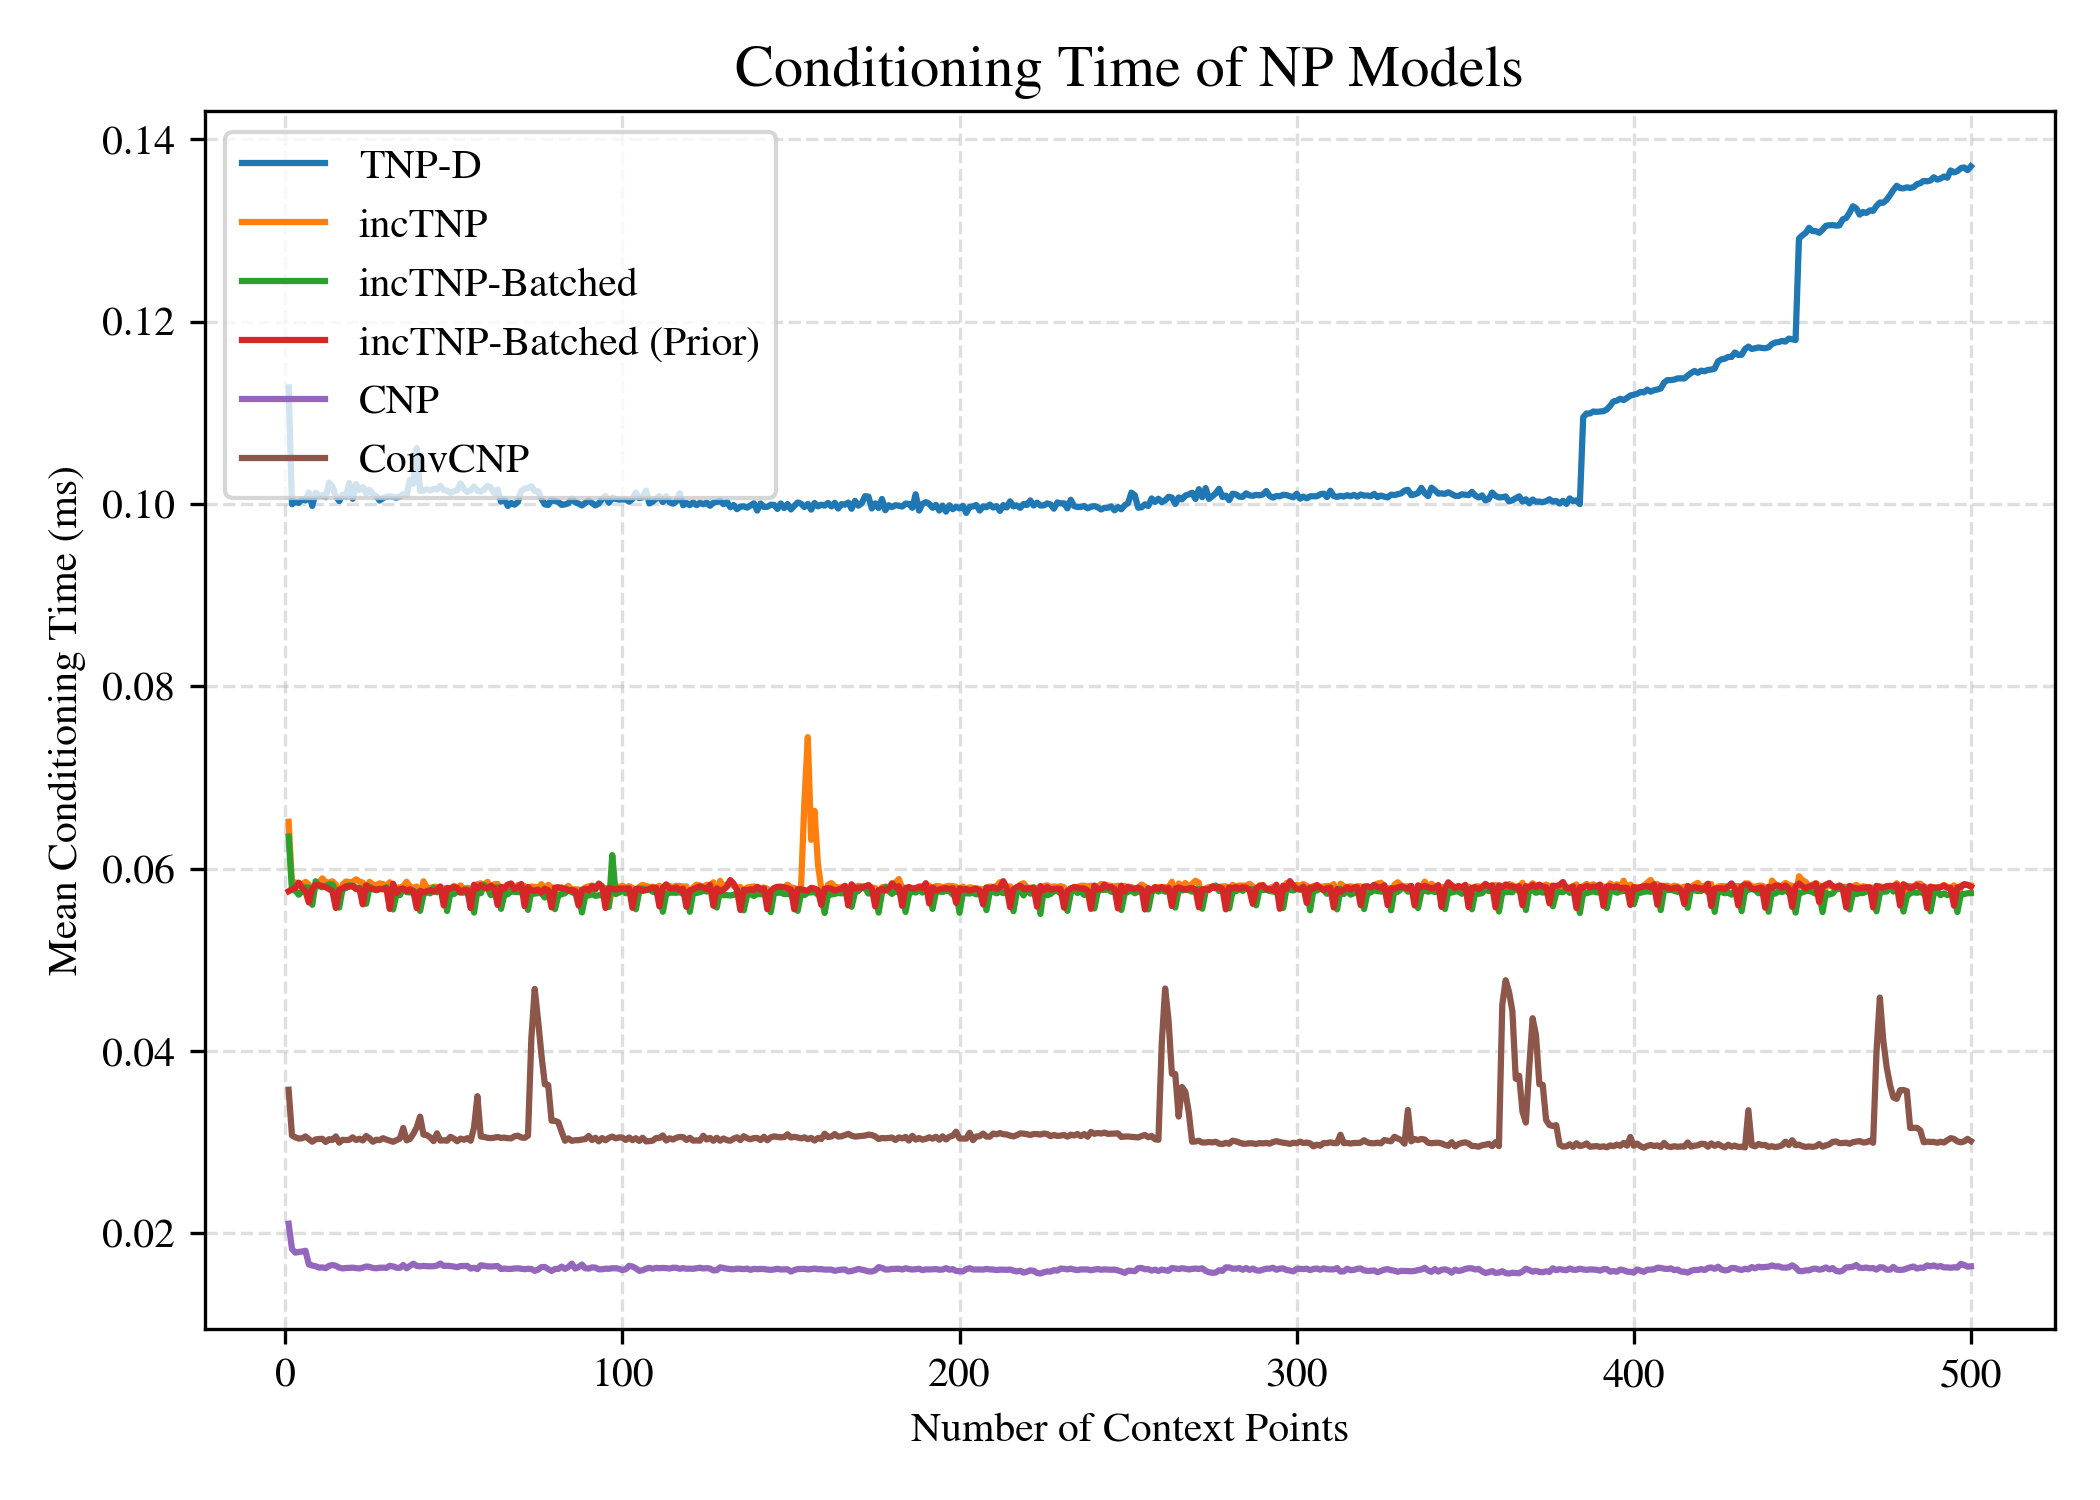 Conditioning Time of NP Models
TNP-D
incTNP
incTNP-Batched
incTNP-Batched (Prior)
CNP
ConvCNP
Mean Conditioning Time (ms)
0.14
0.12
0.10
0.08
0.06
0.04
0.02
0 100 200 300 400 500
Number of Context Points